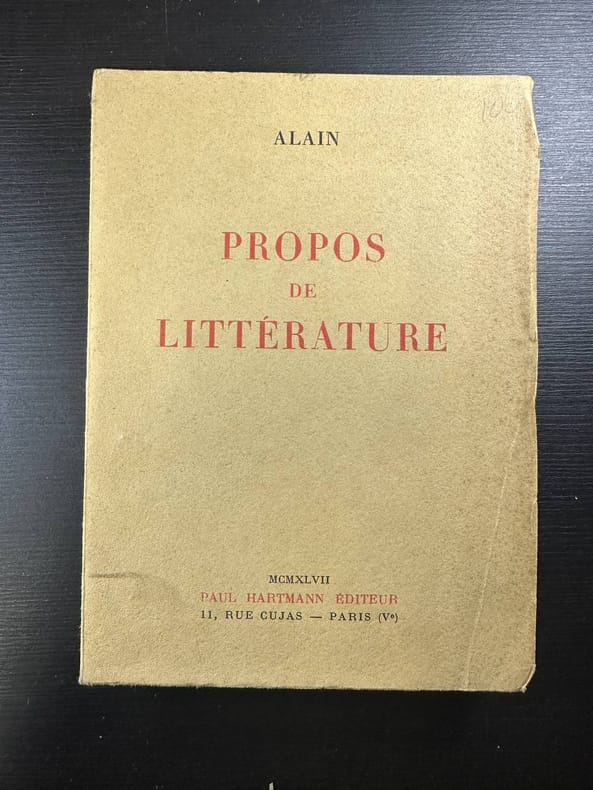 ALAIN
PROPOS
DE
LITTÉRATURE
MCMXLVII
PAUL HARTMANN ÉDITEUR
11, RUE CUJAS — PARIS (Vᵉ)